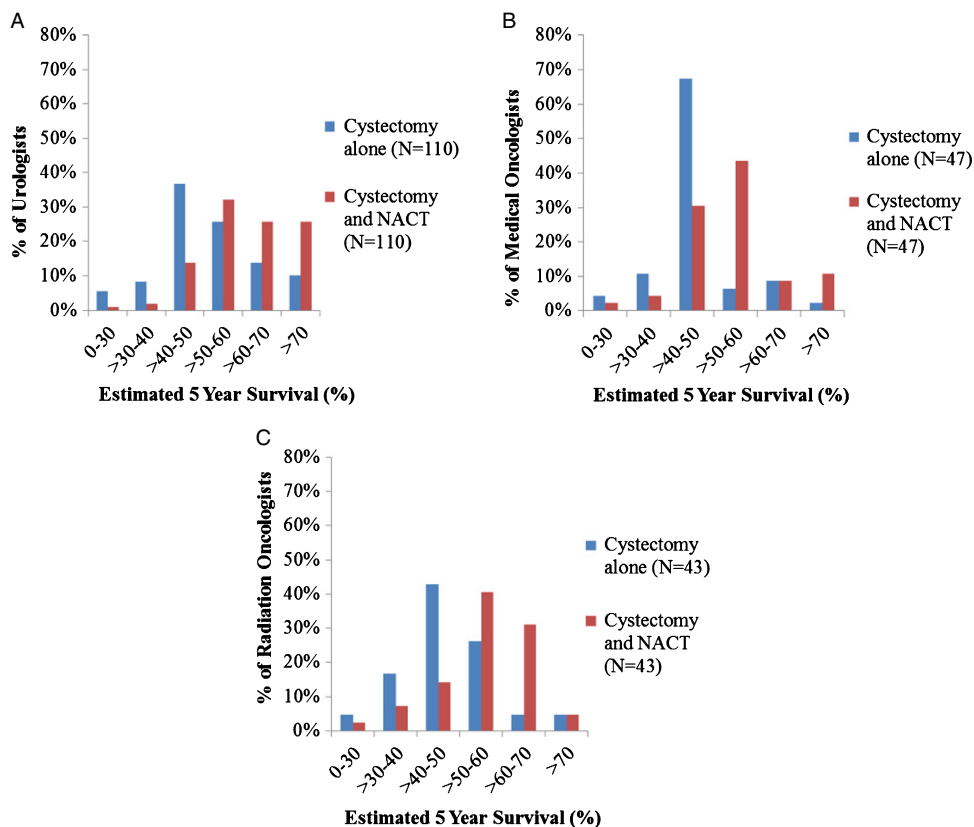 A
80%
70%
60%
50%
40%
30%
20%
10%
0%
% of Urologists
0-30
>30-40
>40-50
>50-60
>60-70
>70
Estimated 5 Year Survival (%)
Cystectomy
alone (N=110)
Cystectomy
and NACT
(N=110)
B
80%
70%
60%
50%
40%
30%
20%
10%
0%
% of Medical Oncologists
0-30
>30-40
>40-50
>50-60
>60-70
>70
Estimated 5 Year Survival (%)
Cystectomy
alone (N=47)
Cystectomy
and NACT
(N=47)
C
80%
70%
60%
50%
40%
30%
20%
10%
0%
% of Radiation Oncologists
0-30
>30-40
>40-50
>50-60
>60-70
>70
Estimated 5 Year Survival (%)
Cystectomy
alone (N=43)
Cystectomy
and NACT
(N=43)